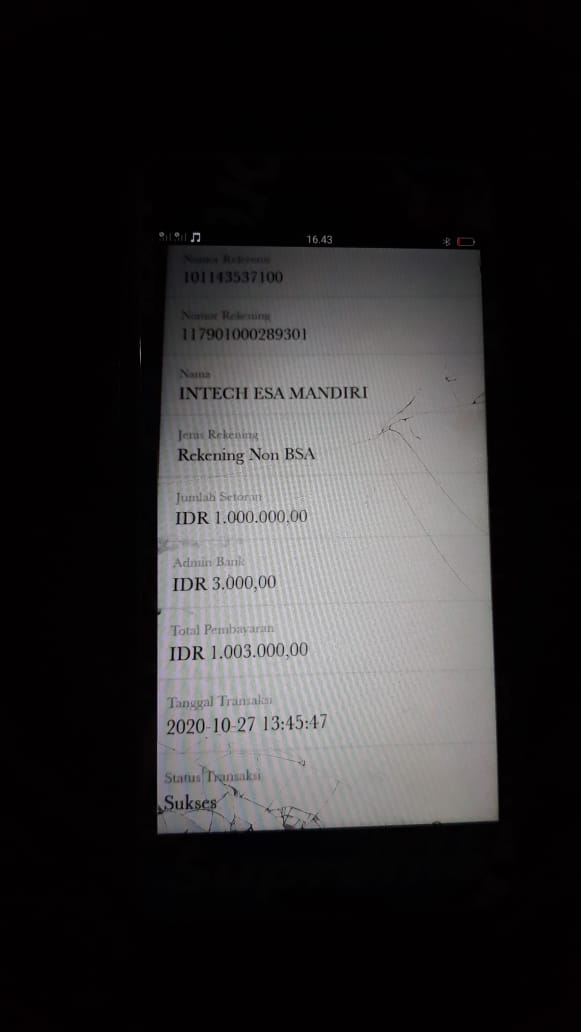 16.43
Nomor Referensi
101143537100
Nomor Rekening
117901000289301
Nama
INTECH ESA MANDIRI
Jenis Rekening
Rekening Non BSA
Jumlah Setoran
IDR 1.000.000,00
Admin Bank
IDR 3.000,00
Total Pembayaran
IDR 1.003.000,00
Tanggal Transaksi
2020-10-27 13:45:47
Status Transaksi
Sukses